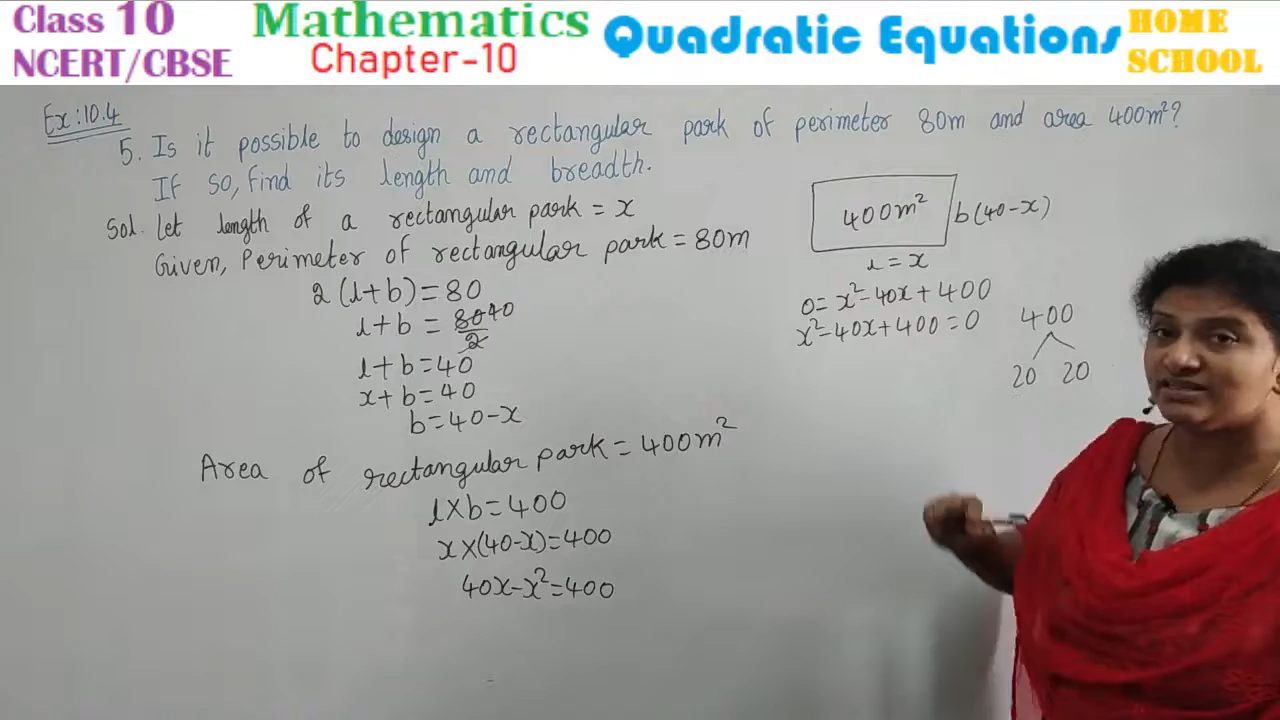 Class 10
NCERT/CBSE
Mathematics
Chapter-10
Quadratic Equations
HOME
SCHOOL
Ex:10.4
5. Is it possible to design a rectangular park of perimeter 80m and area 400m²?
If so, find its length and breadth.
Sol. Let length of a rectangular park = x
Given, Perimeter of rectangular park = 80m
2(l+b)=80
l+b = 80/2 40
l+b=40
x+b=40
b=40-x
Area of rectangular park = 400m²
l×b=400
x×(40-x)=400
40x-x²=400
400m²
b(40-x)
l=x
0=x²-40x+400
x²-40x+400=0
400
20 20